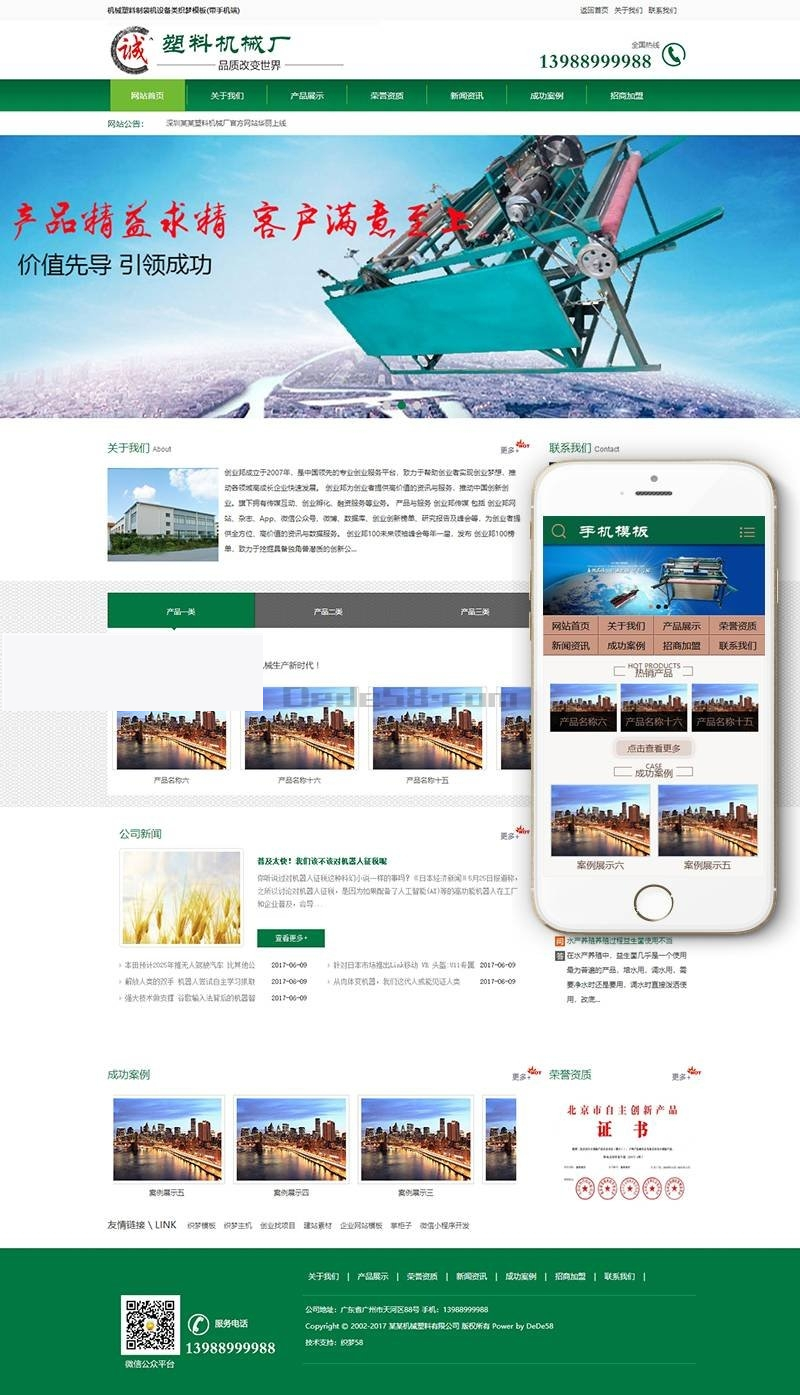 机械塑料制袋机设备类织梦模板(带手机端)
返回首页 关于我们 联系我们
诚 塑料机械厂
品质改变世界
全国热线
13988999988
网站首页 关于我们 产品展示 荣誉资质 新闻资讯 成功案例 招商加盟
网站公告： 深圳某某塑料机械厂官方网站华丽上线
产品精益求精 客户满意至上
价值先导 引领成功
关于我们 About
更多+
HOT
联系我们 Contact
创业邦成立于2007年，是中国领先的专业创业服务平台，致力于帮助创业者实现创业梦想、推
动各领域高成长企业快速发展。 创业邦为创业者提供高价值的资讯与服务，推动中国创新创
业。旗下拥有传媒互动、创业孵化、融资服务等业务。 产品与服务 创业邦传媒 包括 创业邦网
站、杂志、App、微信公众号、微博、数据库、创业创新榜单、研究报告及峰会等，为创业者提
供全方位、高价值的资讯与数据服务。 创业邦100未来领袖峰会每年一届，发布 创业邦100榜
单，致力于挖掘具备独角兽潜质的创新公...
产品一类 产品二类 产品三类
械生产新时代！
Dede58.com
产品名称六 产品名称十六 产品名称十五
手机模板
网站首页 关于我们 产品展示 荣誉资质
新闻资讯 成功案例 招商加盟 联系我们
HOT PRODUCTS
热销产品
产品名称六 产品名称十六 产品名称十五
点击查看更多
CASE
成功案例
案例展示六 案例展示五
公司新闻
更多+
HOT
普及太快！我们该不该对机器人征税呢
你听说过对机器人征税这种科幻小说一样的事吗？《日本经济新闻》5月25日报道称，
之所以讨论对机器人征税，是因为如果配备了人工智能(AI)等的高功能机器人在工厂
和企业普及，会导...
查看更多+
本田预计2025年推无人驾驶汽车 比其他公 2017-06-09
针对日本市场推出Link移动 VR 头盔:V11专属 2017-06-09
解放人类的双手 机器人尝试自主学习抓取 2017-06-09
从肉体变机器，我们这代人或能见证人类 2017-06-09
强大技术做支撑 谷歌输入法背后的机器智 2017-06-09
问 水产养殖养殖过程益生菌使用不当
答 在水产养殖中，益生菌几乎是一个使用
最为普遍的产品，培水用，调水用，需
要净水时还是要用，调水时直接泼洒使
用，改底...
成功案例
更多+
HOT
荣誉资质
更多+
HOT
北京市自主创新产品
证 书
案例展示五 案例展示四 案例展示三
友情链接 \ LINK 织梦模板 织梦主机 创业找项目 建站素材 企业网站模板 掌柜子 微信小程序开发
关于我们 | 产品展示 | 荣誉资质 | 新闻资讯 | 成功案例 | 招商加盟 | 联系我们 |
公司地址：广东省广州市天河区88号 手机：13988999988
Copyright © 2002-2017 某某机械塑料有限公司 版权所有 Power by DeDe58
技术支持：织梦58
服务电话
13988999988
微信公众平台